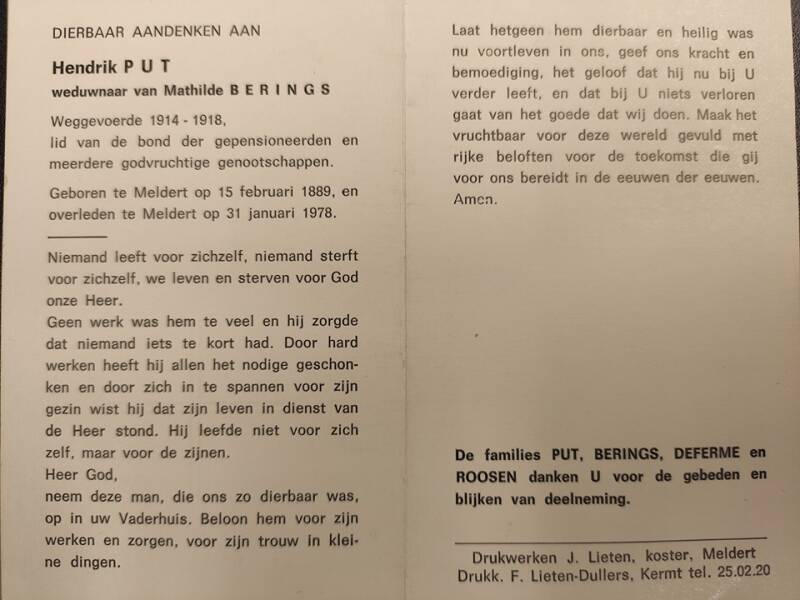 DIERBAAR AANDENKEN AAN
Hendrik PUT
weduwnaar van Mathilde BERINGS
Weggevoerde 1914 - 1918,
lid van de bond der gepensioneerden en
meerdere godvruchtige genootschappen.
Geboren te Meldert op 15 februari 1889, en
overleden te Meldert op 31 januari 1978.
Niemand leeft voor zichzelf, niemand sterft
voor zichzelf, we leven en sterven voor God
onze Heer.
Geen werk was hem te veel en hij zorgde
dat niemand iets te kort had. Door hard
werken heeft hij allen het nodige geschon-
ken en door zich in te spannen voor zijn
gezin wist hij dat zijn leven in dienst van
de Heer stond. Hij leefde niet voor zich
zelf, maar voor de zijnen.
Heer God,
neem deze man, die ons zo dierbaar was,
op in uw Vaderhuis. Beloon hem voor zijn
werken en zorgen, voor zijn trouw in klei-
ne dingen.
Laat hetgeen hem dierbaar en heilig was
nu voortleven in ons, geef ons kracht en
bemoediging, het geloof dat hij nu bij U
verder leeft, en dat bij U niets verloren
gaat van het goede dat wij doen. Maak het
vruchtbaar voor deze wereld gevuld met
rijke beloften voor de toekomst die gij
voor ons bereidt in de eeuwen der eeuwen.
Amen.
De families PUT, BERINGS, DEFERME en
ROOSEN danken U voor de gebeden en
blijken van deelneming.
Drukwerken J. Lieten, koster, Meldert
Drukk. F. Lieten-Dullers, Kermt tel. 25.02.20